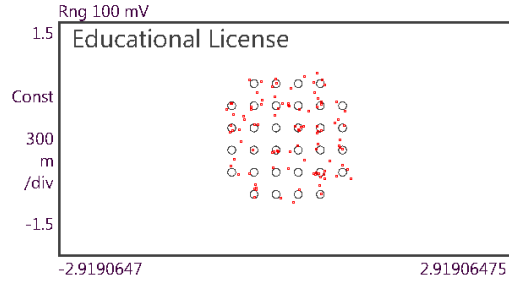 Rng 100 mV
1.5
Educational License
Const
300
m
/div
-1.5
-2.9190647
2.91906475